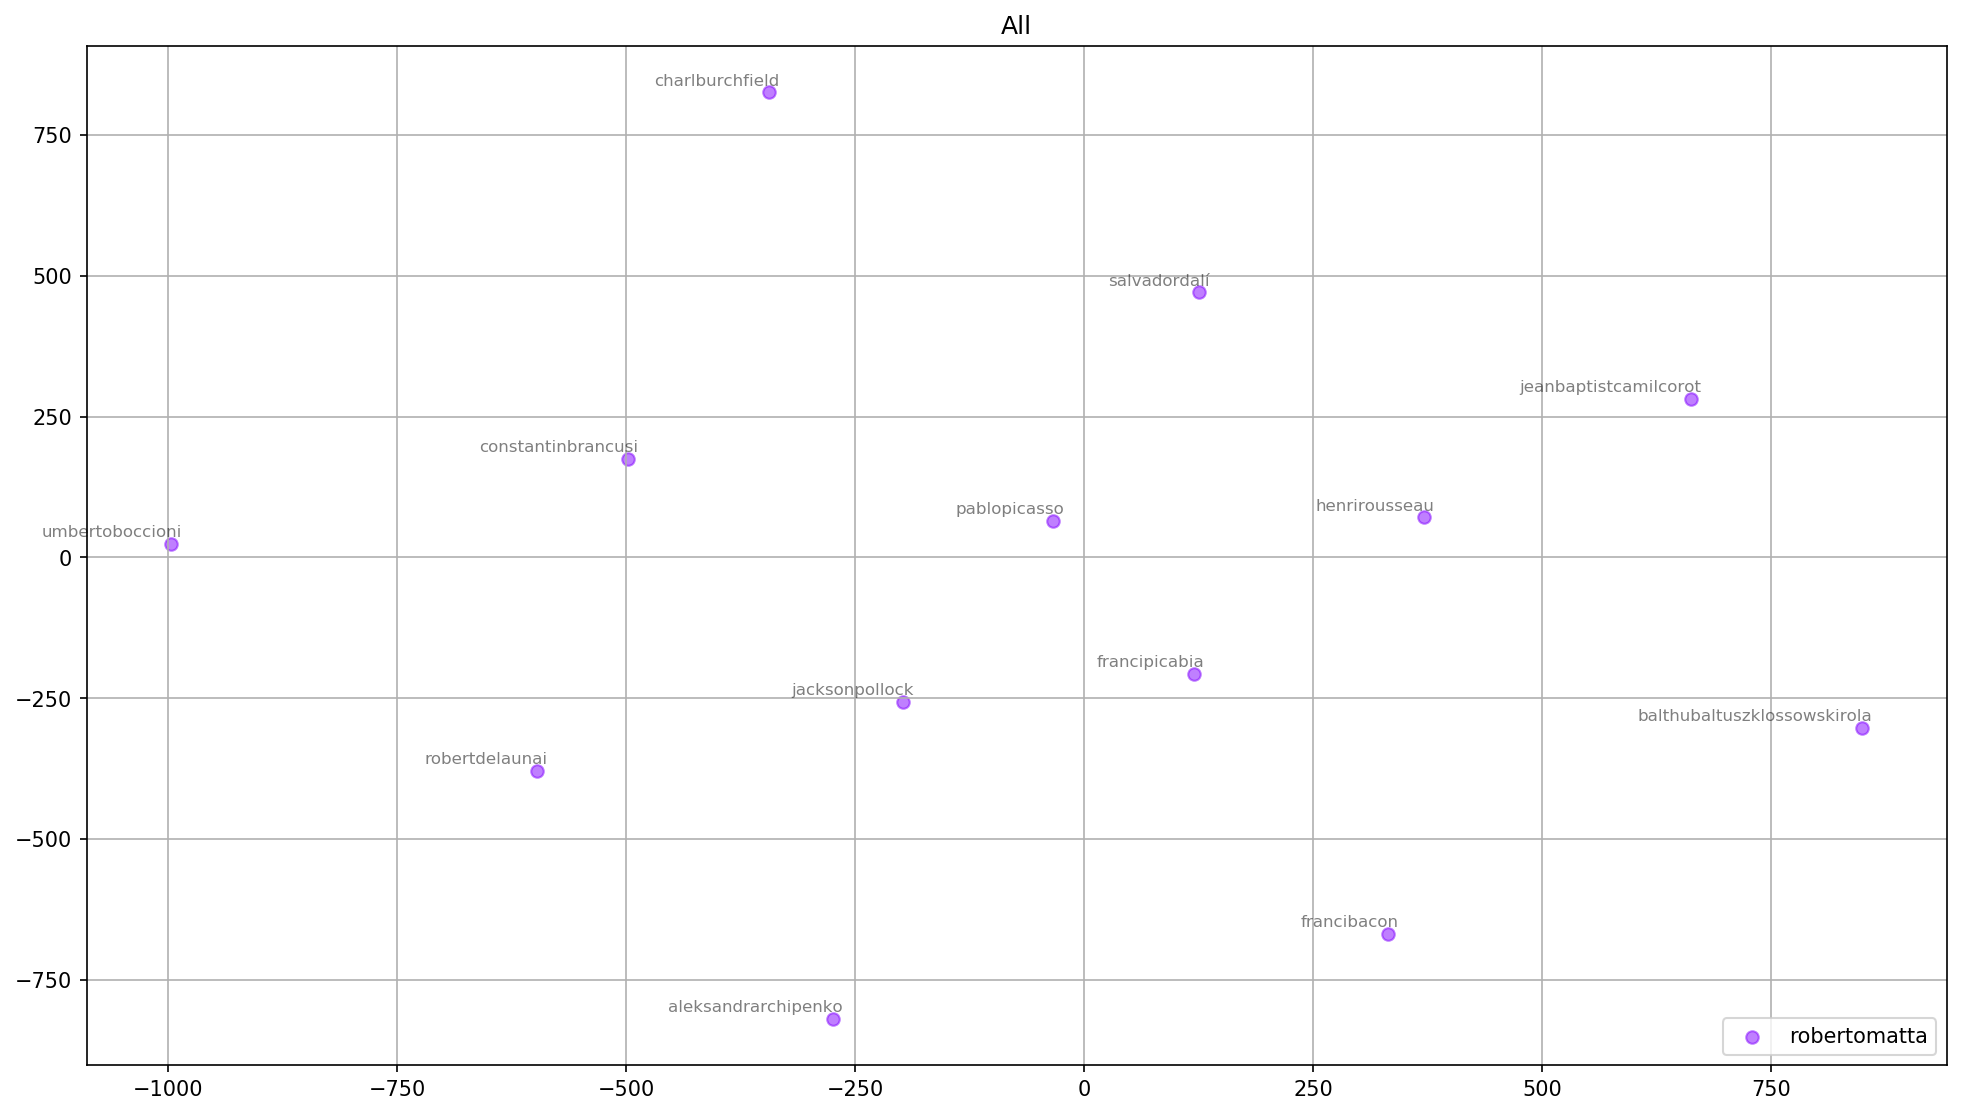 All
charlburchfield
750
salvadordalí
500
jeanbaptistcamilcorot
250
constantinbrancusi
pablopicasso
henrirousseau
umbertoboccioni
0
francipicabia
jacksonpollock
−250
balthubaltuszklossowskirola
robertdelaunai
−500
francibacon
−750
aleksandrarchipenko
robertomatta
−1000 −750 −500 −250 0 250 500 750